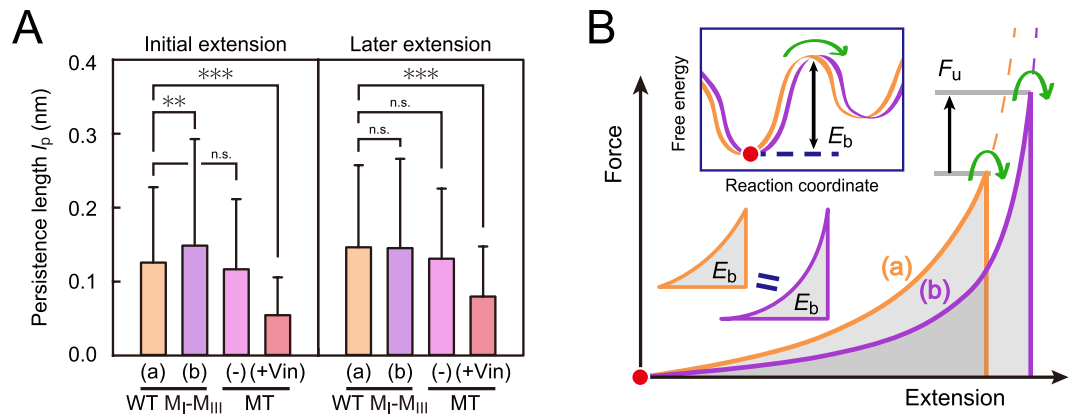 A
Initial extension
Later extension
Persistence length lp (nm)
0.4
0.3
0.2
0.1
0.0
***
**
n.s.
***
n.s.
n.s.
(a) (b) (-) (+Vin)
WT MI-MIII MT
(a) (b) (-) (+Vin)
WT MI-MIII MT
B
Free energy
Eb
Reaction coordinate
Fu
Force
Eb
=
Eb
(a)
(b)
Extension